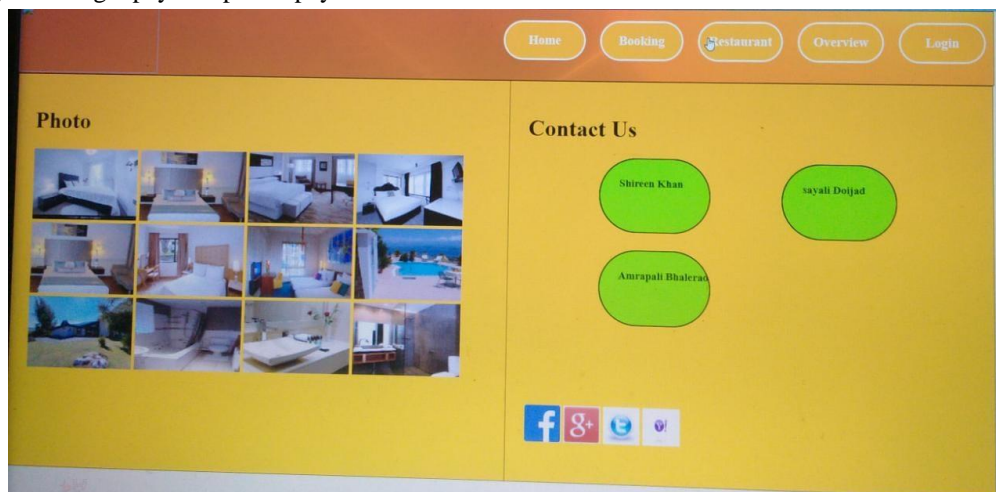 Home
Booking
Restaurant
Overview
Login
Photo
Contact Us
Shireen Khan
sayali Doijad
Amrapali Bhalerao
f
g+
t
Y!